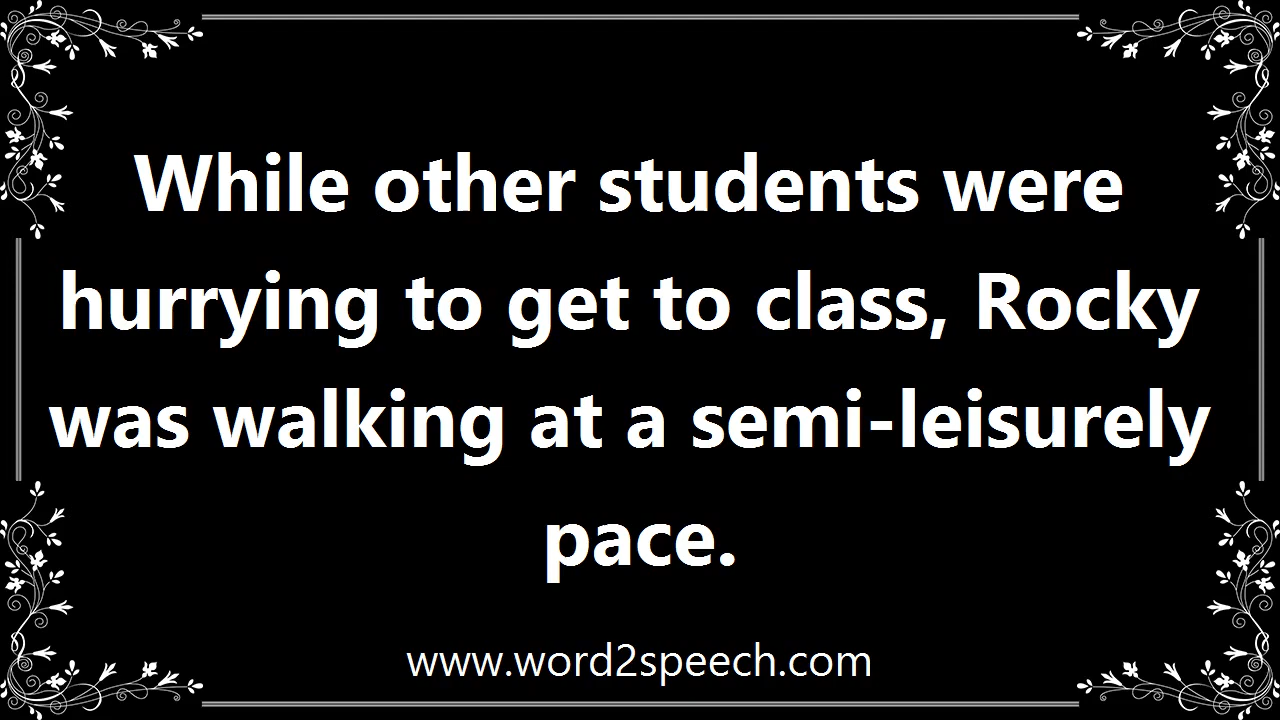 While other students were
hurrying to get to class, Rocky
was walking at a semi-leisurely
pace.
www.word2speech.com